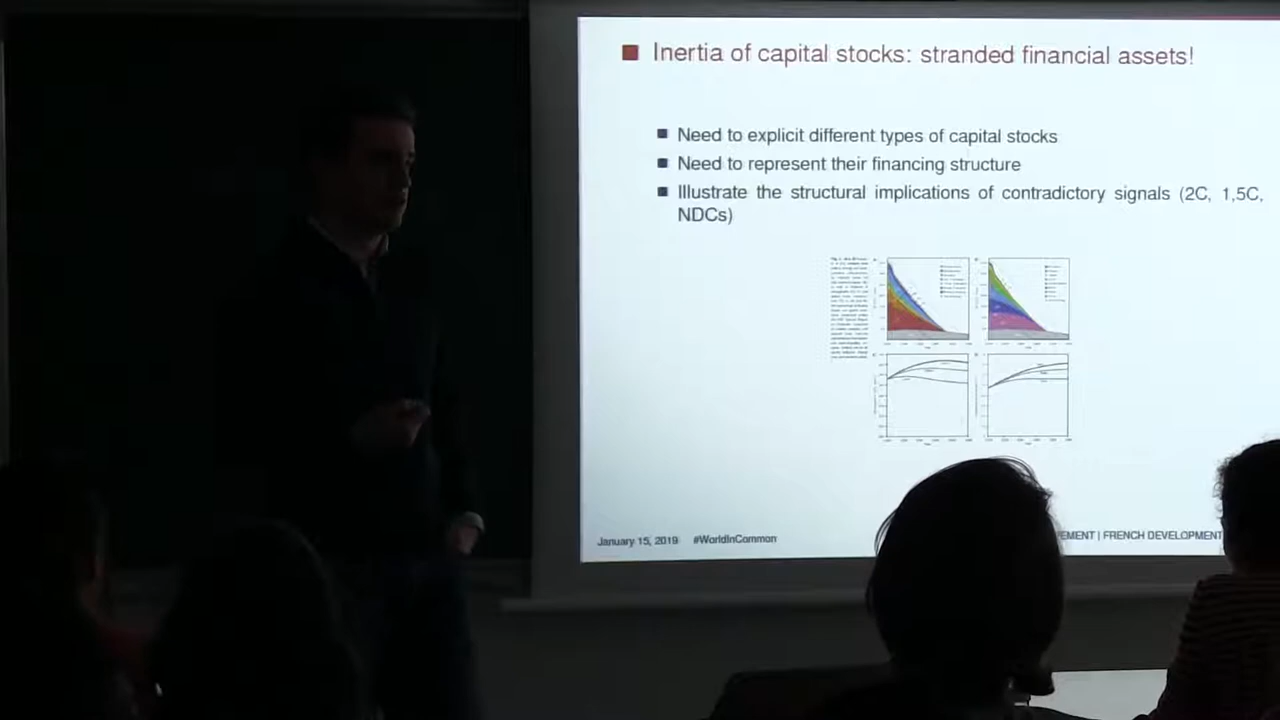 Inertia of capital stocks: stranded financial assets!
Need to explicit different types of capital stocks
Need to represent their financing structure
Illustrate the structural implications of contradictory signals (2C, 1,5C,
NDCs)
January 15, 2019 #WorldInCommon
EMENT | FRENCH DEVELOPMENT